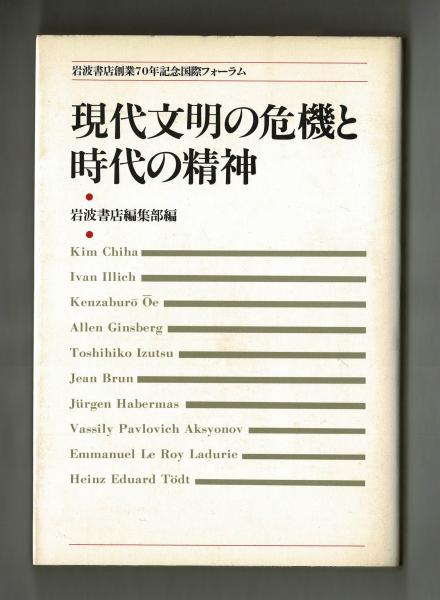 岩波書店創業70年記念国際フォーラム
現代文明の危機と
時代の精神
岩波書店編集部編
Kim Chiha
Ivan Illich
Kenzaburō Ōe
Allen Ginsberg
Toshihiko Izutsu
Jean Brun
Jürgen Habermas
Vassily Pavlovich Aksyonov
Emmanuel Le Roy Ladurie
Heinz Eduard Tödt